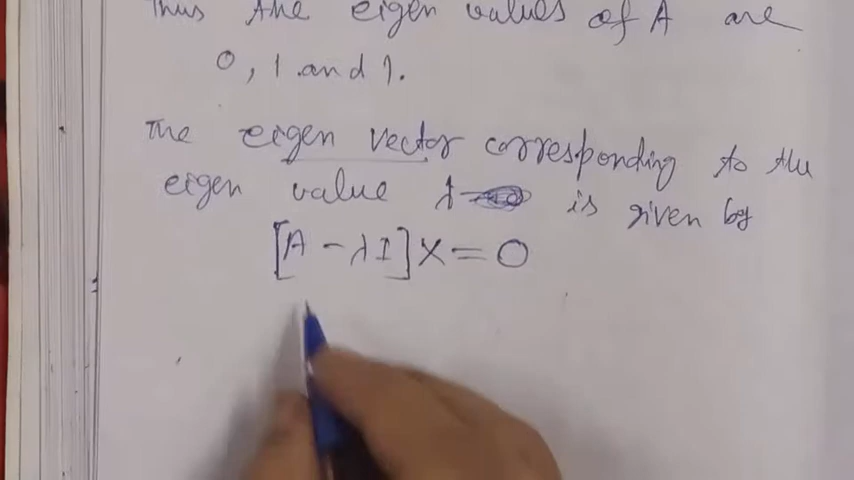 Thus the eigen values of A are
0, 1 and 1.
The eigen vector corresponding to the
eigen value λ is given by
[A - λI]X = 0